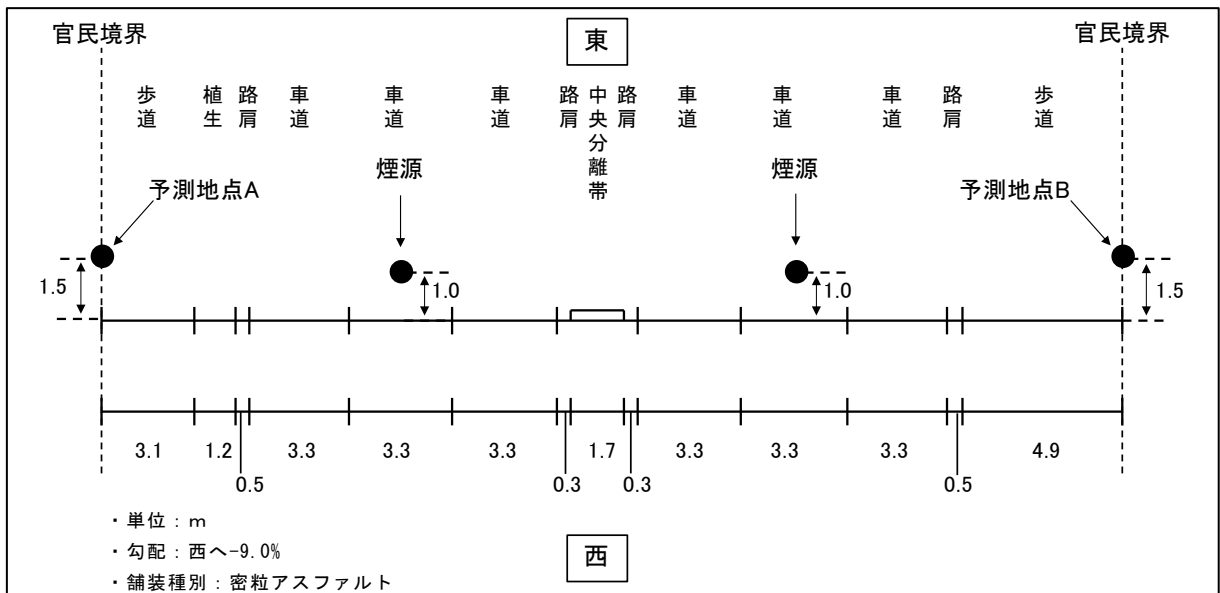 官民境界
東
官民境界
歩道
植生
路肩
車道
車道
車道
路肩
中央分離帯
路肩
車道
車道
車道
路肩
歩道
予測地点A
煙源
煙源
予測地点B
1.5
1.0
1.0
1.5
3.1 1.2 3.3 3.3 3.3 1.7 3.3 3.3 3.3 4.9
0.5 0.3 0.3 0.5
・単位：m
・勾配：西へ-9.0%
・舗装種別：密粒アスファルト
西